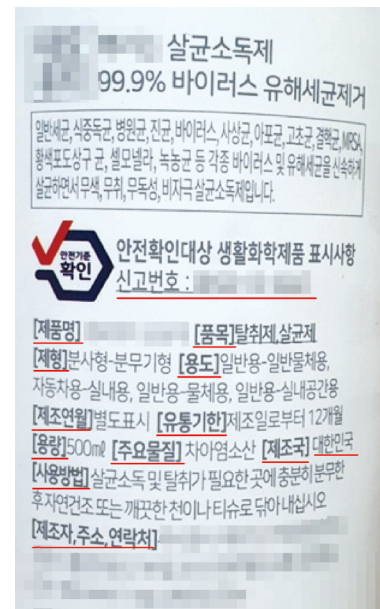 살균소독제
99.9% 바이러스 유해세균제거
일반세균, 식중독균, 병원균, 진균, 바이러스, 사상균, 아포균, 고초균, 결핵균, MRSA,
황색포도상구 균, 셀모넬라, 녹농균 등 각종 바이러스 및 유해세균을 신속하게
살균하면서 무색, 무취, 무독성, 비자극 살균소독제입니다.
안전기준
확인
안전확인대상 생활화학제품 표시사항
신고번호 :
[제품명] [품목]탈취제,살균제
[제형]분사형-분무기형 [용도]일반용-일반물체용,
자동차용-실내용, 일반용-물체용, 일반용-실내공간용
[제조연월]별도표시 [유통기한]제조일로부터 12개월
[용량]500㎖ [주요물질] 차아염소산 [제조국] 대한민국
[사용방법] 살균소독 및 탈취가 필요한 곳에 충분히 분무한
후 자연건조 또는 깨끗한 천이나 티슈로 닦아 내십시오
[제조자,주소,연락처]